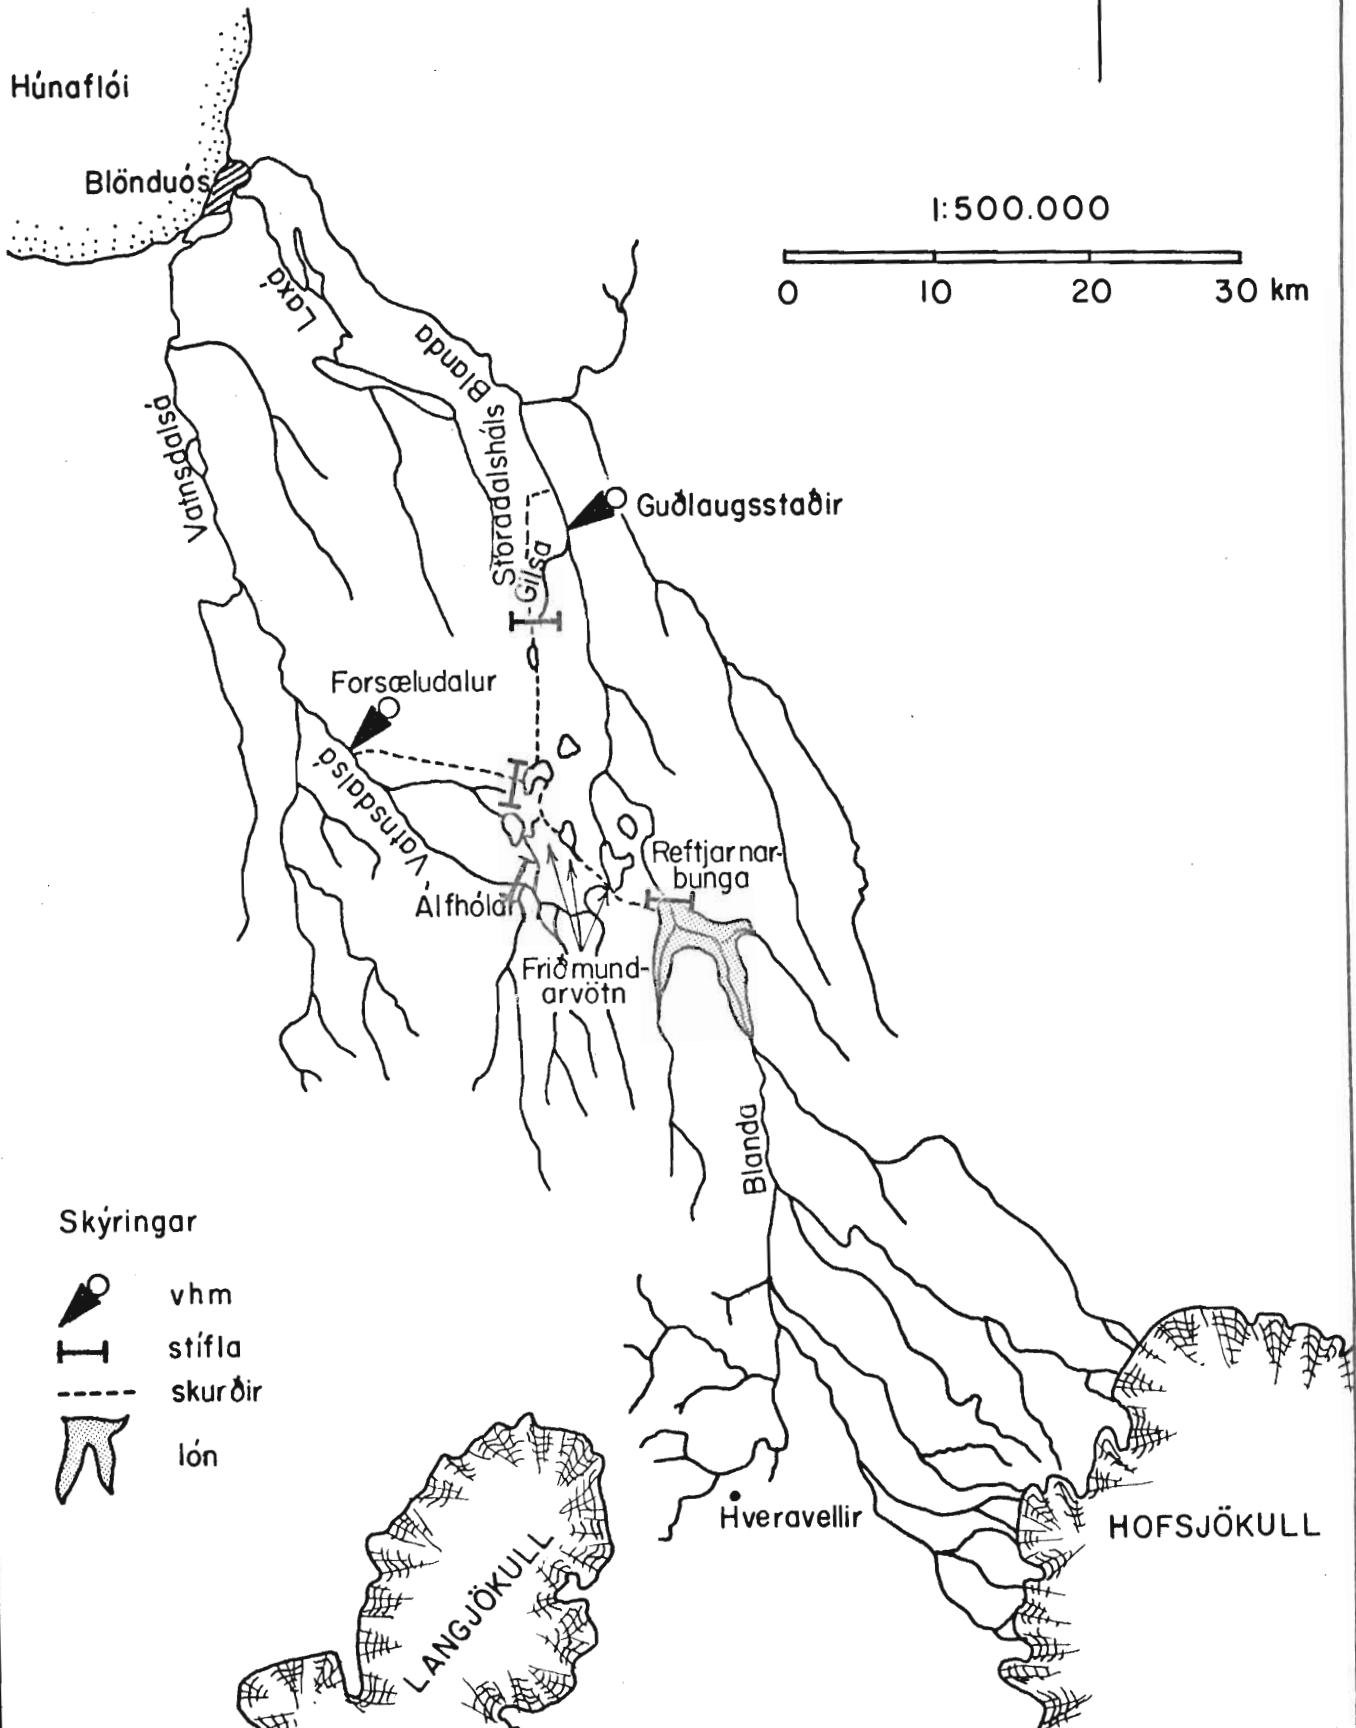 Húnaflói
Blönduós
1:500.000
0 10 20 30 km
Laxá
Blanda
Vatnsdalsá
Stóradalsháls
Guðlaugsstaðir
Gilsá
Forsæludalur
Vatnsdalsá
Reftjarnar-
bunga
Álfhólar
Friðmund-
arvötn
Blanda
Skýringar
vhm
stífla
skurðir
lón
Hveravellir
HOFSJÖKULL
LANGJÖKULL